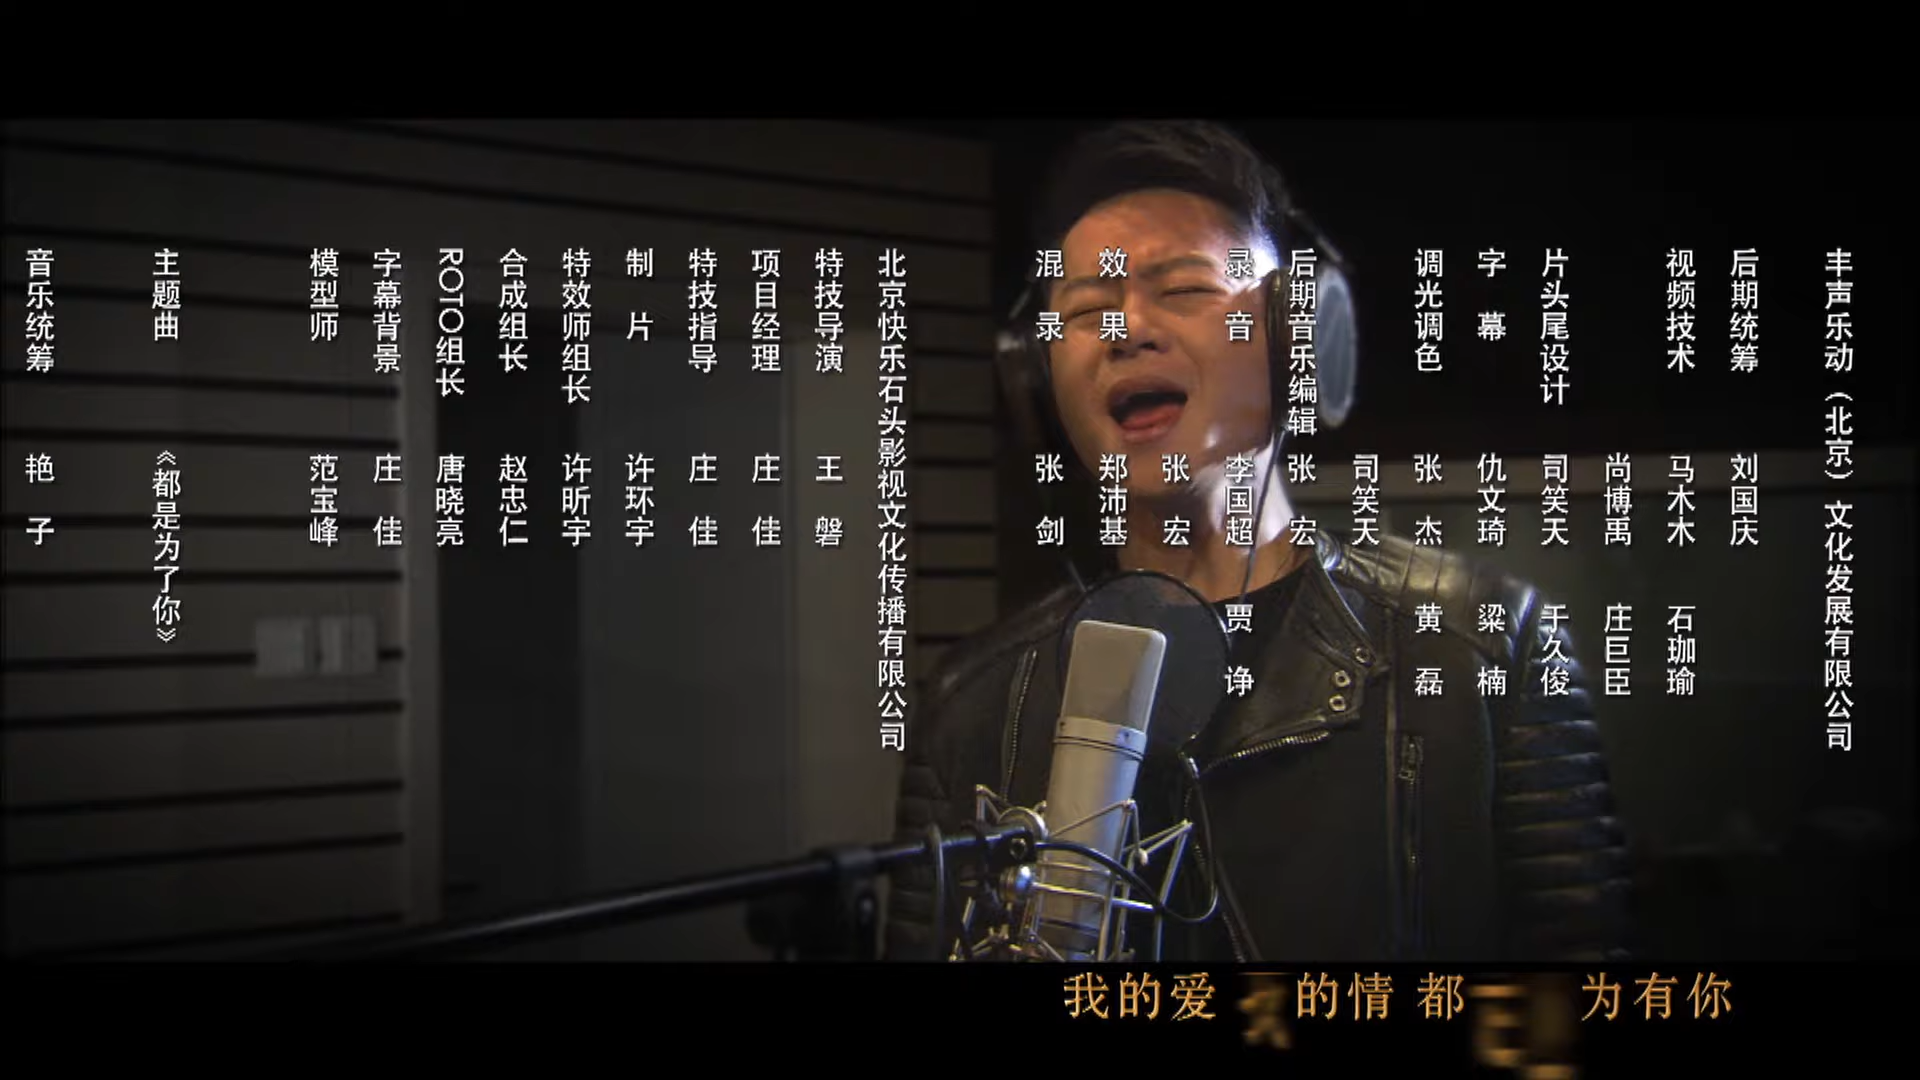 丰声乐动（北京）文化发展有限公司
后期统筹 刘国庆
视频技术 马木木 石珈瑜
尚博禹 庄巨臣
片头尾设计 司笑天 于久俊
字幕 仇文琦 梁楠
调光调色 张杰 黄磊
司笑天
后期音乐编辑 张宏
录音 李国超 贾诤
张宏
效果 郑沛基
混录 张剑
北京快乐石头影视文化传播有限公司
特技导演 王磐
项目经理 庄佳
特技指导 庄佳
制片 许环宇
特效师组长 许昕宇
合成组长 赵忠仁
ROTO组长 唐晓亮
字幕背景 庄佳
模型师 范宝峰
主题曲 《都是为了你》
音乐统筹 艳子
我的爱 的情 都 为有你